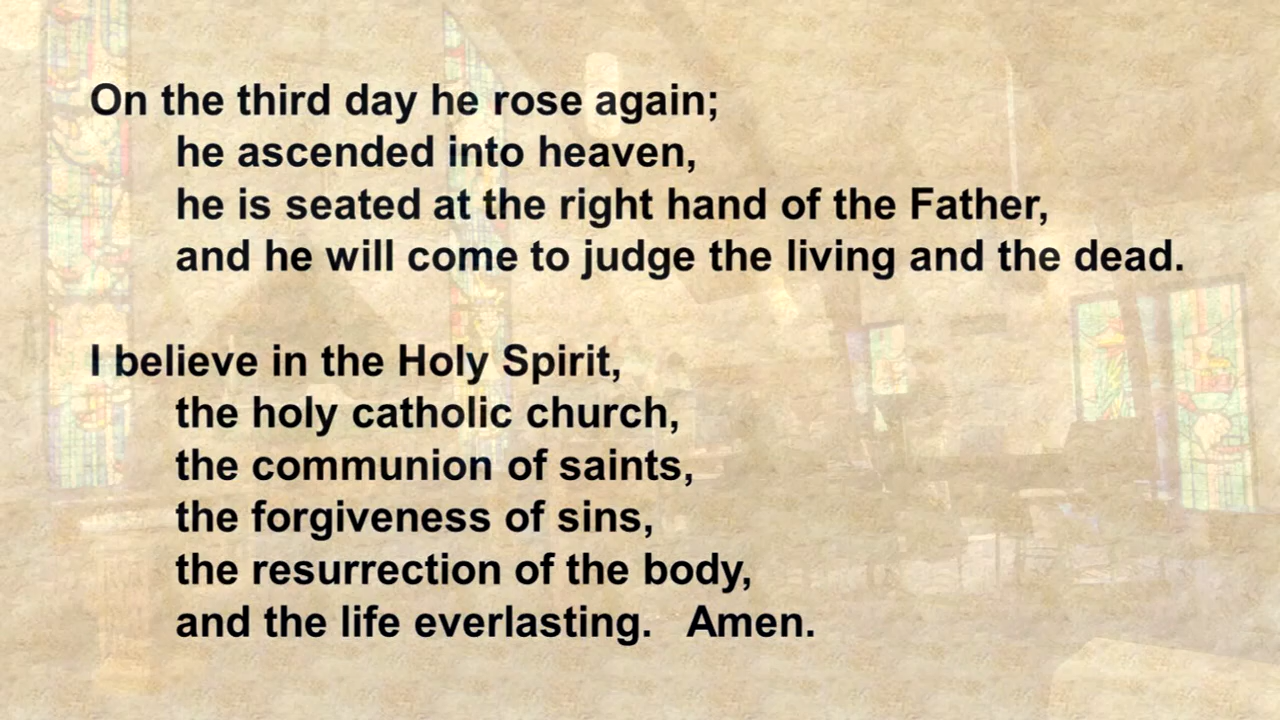 On the third day he rose again;
he ascended into heaven,
he is seated at the right hand of the Father,
and he will come to judge the living and the dead.
I believe in the Holy Spirit,
the holy catholic church,
the communion of saints,
the forgiveness of sins,
the resurrection of the body,
and the life everlasting. Amen.